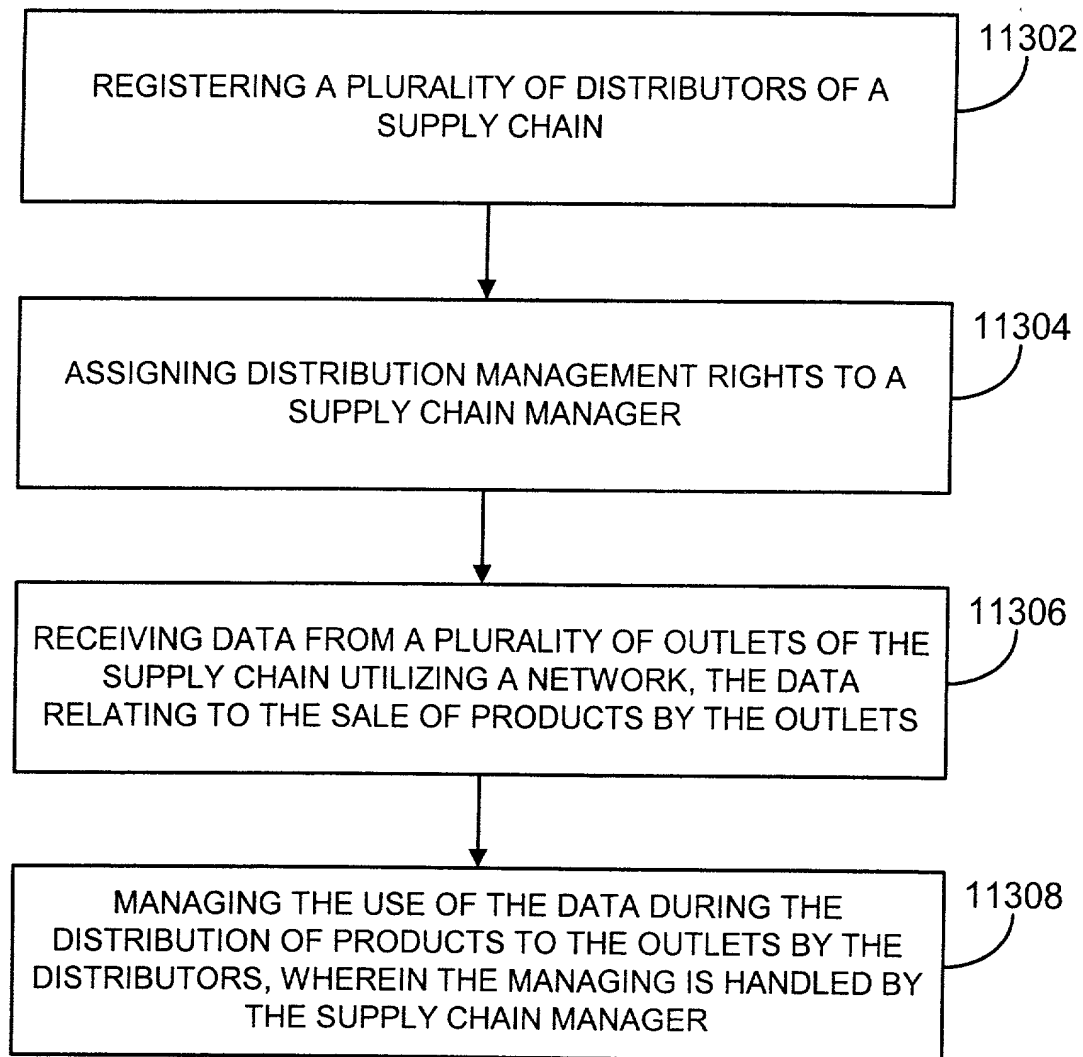 11302
REGISTERING A PLURALITY OF DISTRIBUTORS OF A
SUPPLY CHAIN
11304
ASSIGNING DISTRIBUTION MANAGEMENT RIGHTS TO A
SUPPLY CHAIN MANAGER
11306
RECEIVING DATA FROM A PLURALITY OF OUTLETS OF THE
SUPPLY CHAIN UTILIZING A NETWORK, THE DATA
RELATING TO THE SALE OF PRODUCTS BY THE OUTLETS
11308
MANAGING THE USE OF THE DATA DURING THE
DISTRIBUTION OF PRODUCTS TO THE OUTLETS BY THE
DISTRIBUTORS, WHEREIN THE MANAGING IS HANDLED BY
THE SUPPLY CHAIN MANAGER